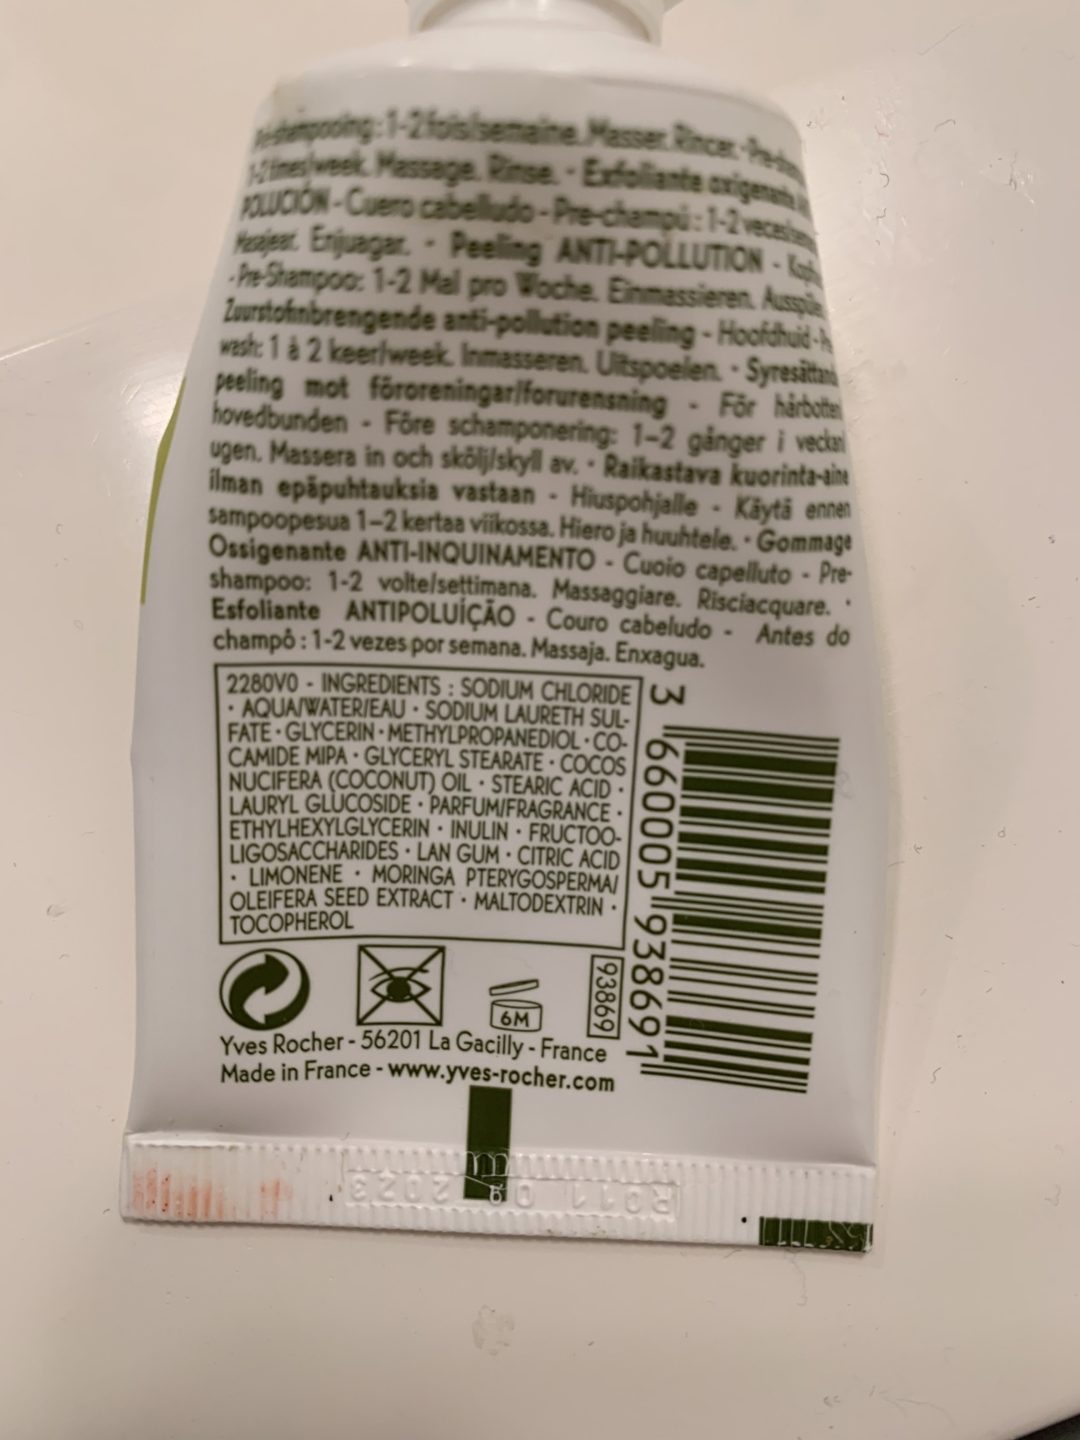 1-2 fois/semaine. Masser. Rincer. •
1-2 times/week. Massage. Rinse. • Exfoliante oxigenante
POLUCIÓN - Cuero cabelludo - Pre-champú : 1-2 veces/
Masajear. Enjuagar. • Peeling ANTI-POLLUTION -
- Pre-Shampoo: 1-2 Mal pro Woche. Einmassieren.
Zuurstofinbrengende anti-pollution peeling - Hoofdhuid -
wash: 1 à 2 keer/week. Inmasseren. Uitspoelen. •
peeling mot föroreningar/forurensning - För hårbotten/
hovedbunden - Före schamponering: 1–2 gånger i veckan/
ugen. Massera in och skölj/skyll av. • Raikastava kuorinta-aine
ilman epäpuhtauksia vastaan - Hiuspohjalle - Käytä ennen
sampoopesua 1–2 kertaa viikossa. Hiero ja huuhtele. • Gommage
Ossigenante ANTI-INQUINAMENTO - Cuoio capelluto - Pre-
shampoo: 1-2 volte/settimana. Massaggiare. Risciacquare. •
Esfoliante ANTIPOLUÍÇÃO - Couro cabeludo - Antes do
champô : 1-2 vezes por semana. Massaja. Enxagua.
2280V0 - INGREDIENTS : SODIUM CHLORIDE
• AQUA/WATER/EAU • SODIUM LAURETH SUL-
FATE • GLYCERIN • METHYLPROPANEDIOL • CO-
CAMIDE MIPA • GLYCERYL STEARATE • COCOS
NUCIFERA (COCONUT) OIL • STEARIC ACID •
LAURYL GLUCOSIDE • PARFUM/FRAGRANCE •
ETHYLHEXYLGLYCERIN • INULIN • FRUCTOO-
LIGOSACCHARIDES • LAN GUM • CITRIC ACID
• LIMONENE • MORINGA PTERYGOSPERMA/
OLEIFERA SEED EXTRACT • MALTODEXTRIN •
TOCOPHEROL
3 660005 938691
6M
93869
Yves Rocher - 56201 La Gacilly - France
Made in France - www.yves-rocher.com
R011 09 2023